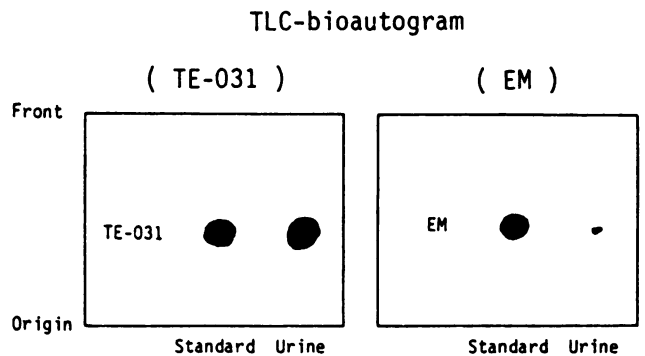 TLC-bioautogram
( TE-031 ) ( EM )
Front
TE-031 EM
Origin
Standard Urine Standard Urine